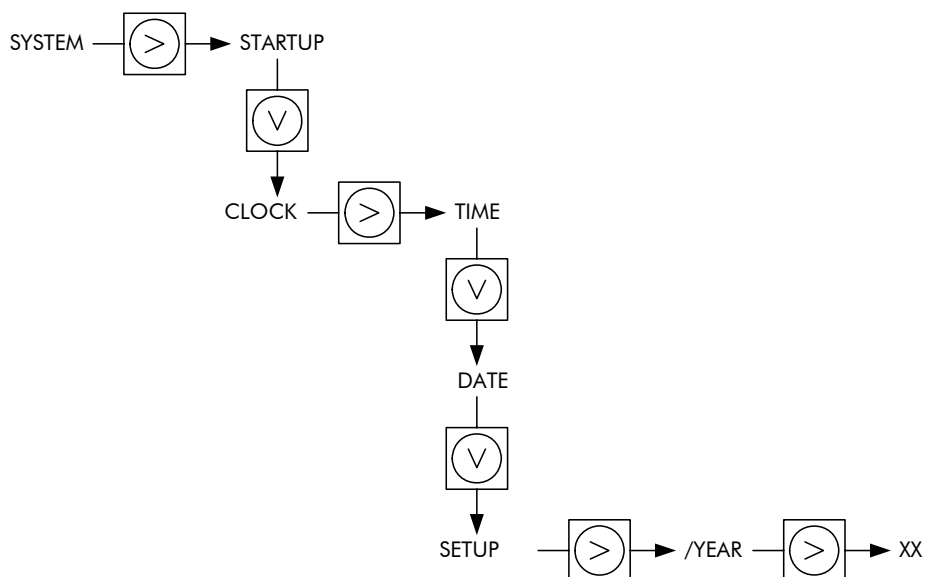 SYSTEM > STARTUP
V
CLOCK > TIME
V
DATE
V
SETUP > /YEAR > XX